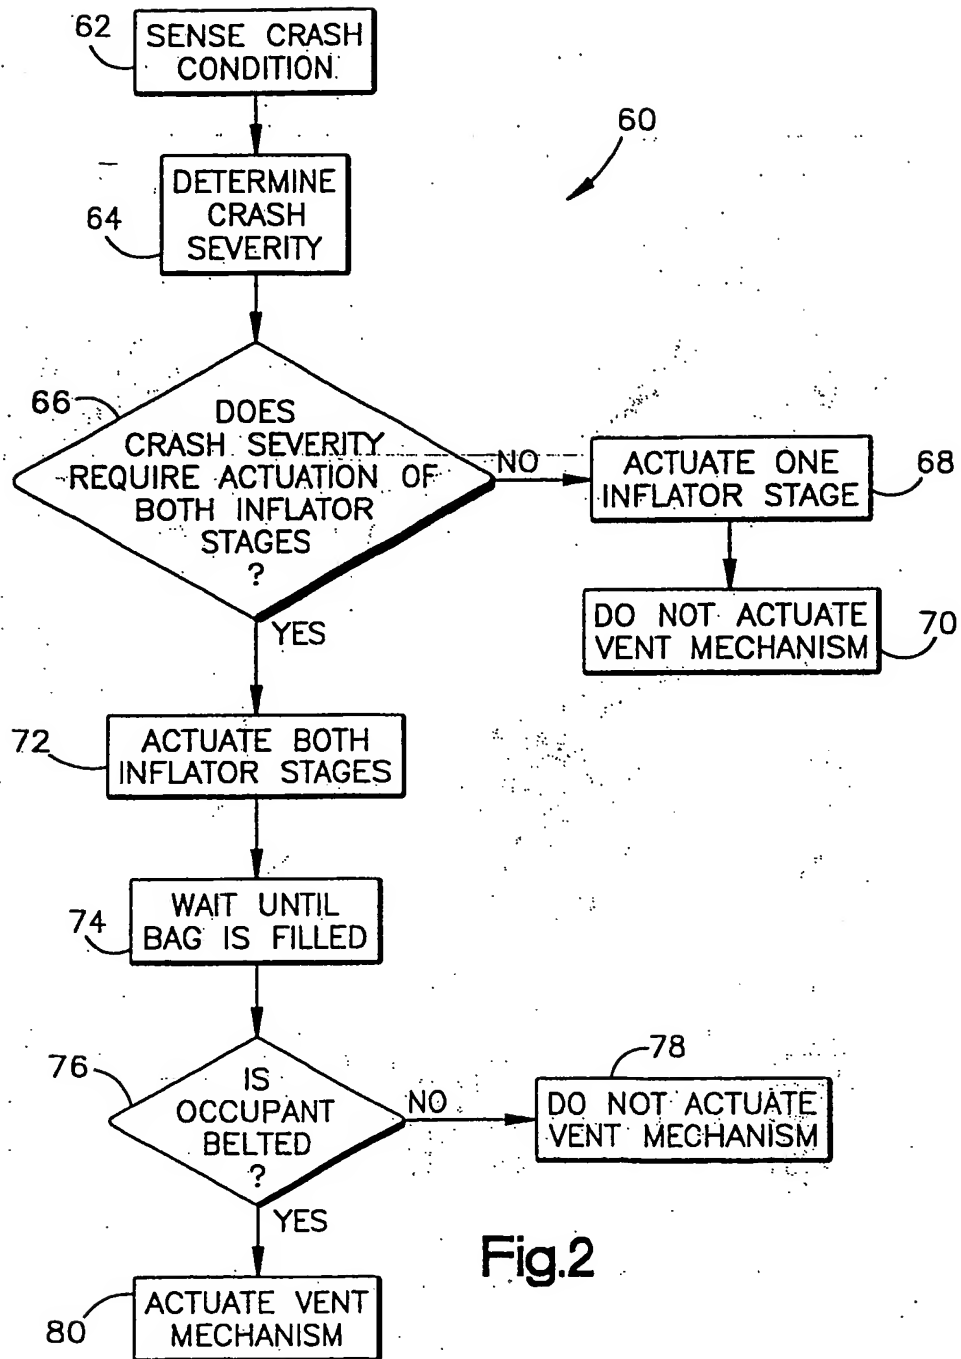 62
SENSE CRASH
CONDITION
60
64
DETERMINE
CRASH
SEVERITY
66
DOES
CRASH SEVERITY
REQUIRE ACTUATION OF
BOTH INFLATOR
STAGES
?
NO
ACTUATE ONE
INFLATOR STAGE
68
DO NOT ACTUATE
VENT MECHANISM
70
YES
72
ACTUATE BOTH
INFLATOR STAGES
74
WAIT UNTIL
BAG IS FILLED
76
IS
OCCUPANT
BELTED
?
NO
78
DO NOT ACTUATE
VENT MECHANISM
YES
80
ACTUATE VENT
MECHANISM
Fig.2